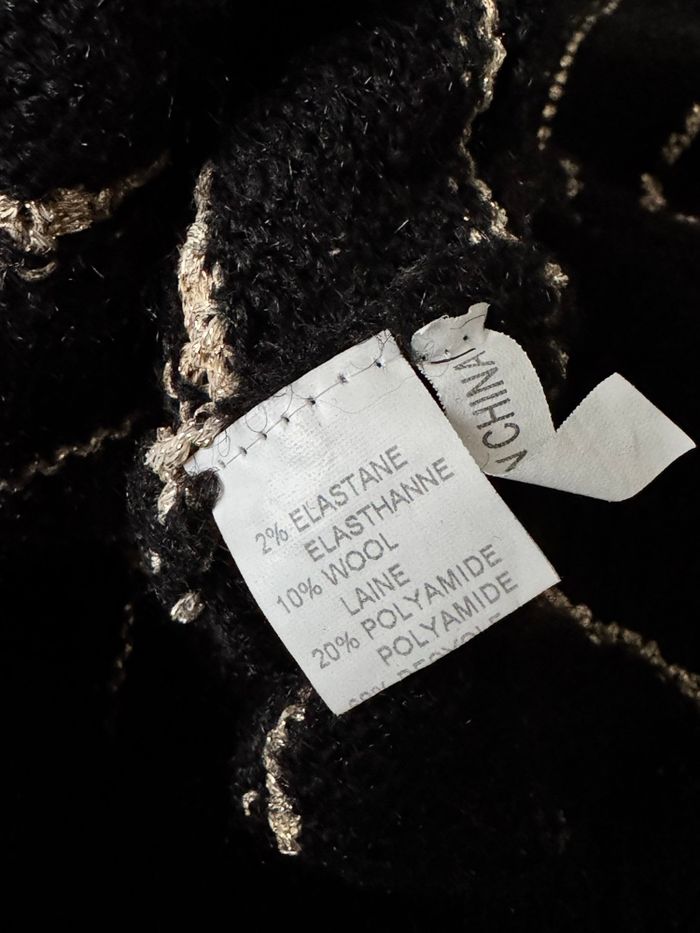 2% ELASTANE
ELASTHANNE
10% WOOL
LAINE
20% POLYAMIDE
POLYAMIDE
CHINA